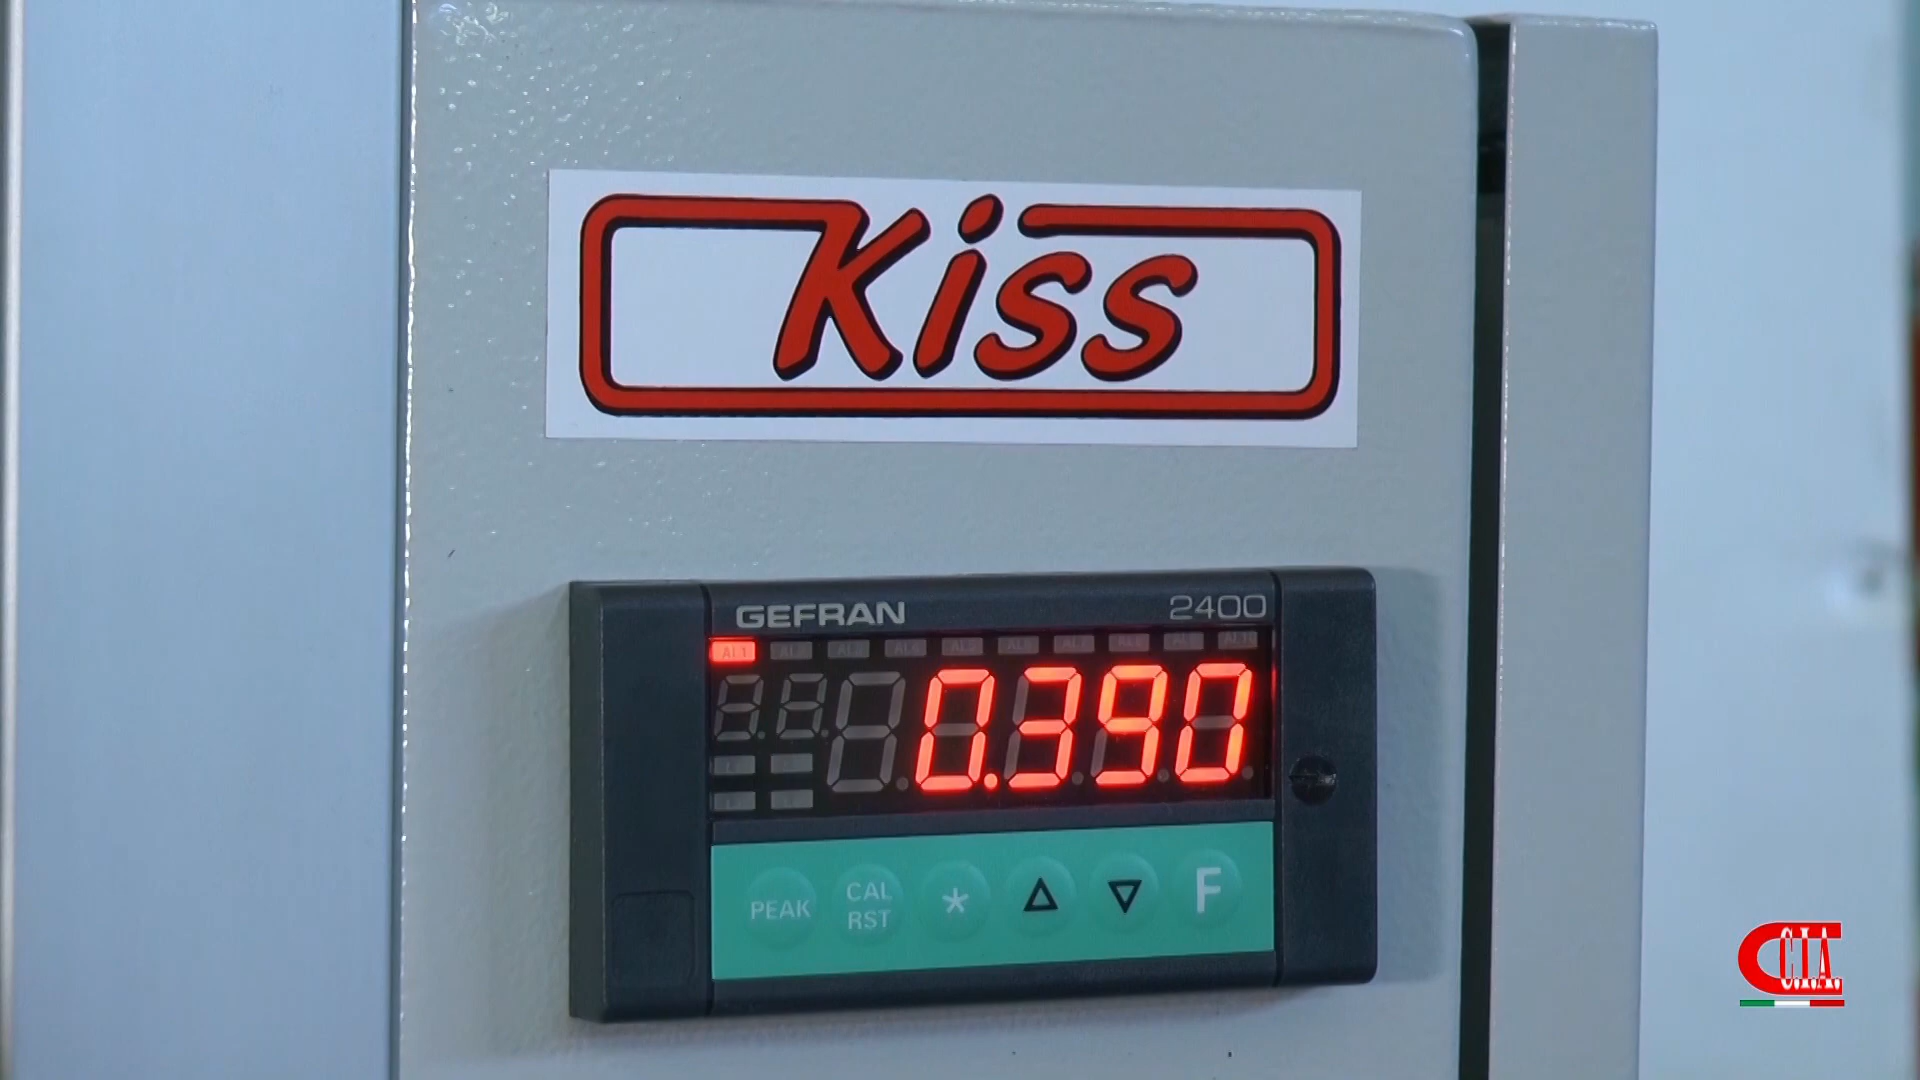 Kiss
GEFRAN 2400
AL1
0.390
PEAK CAL RST * F
C.I.A.